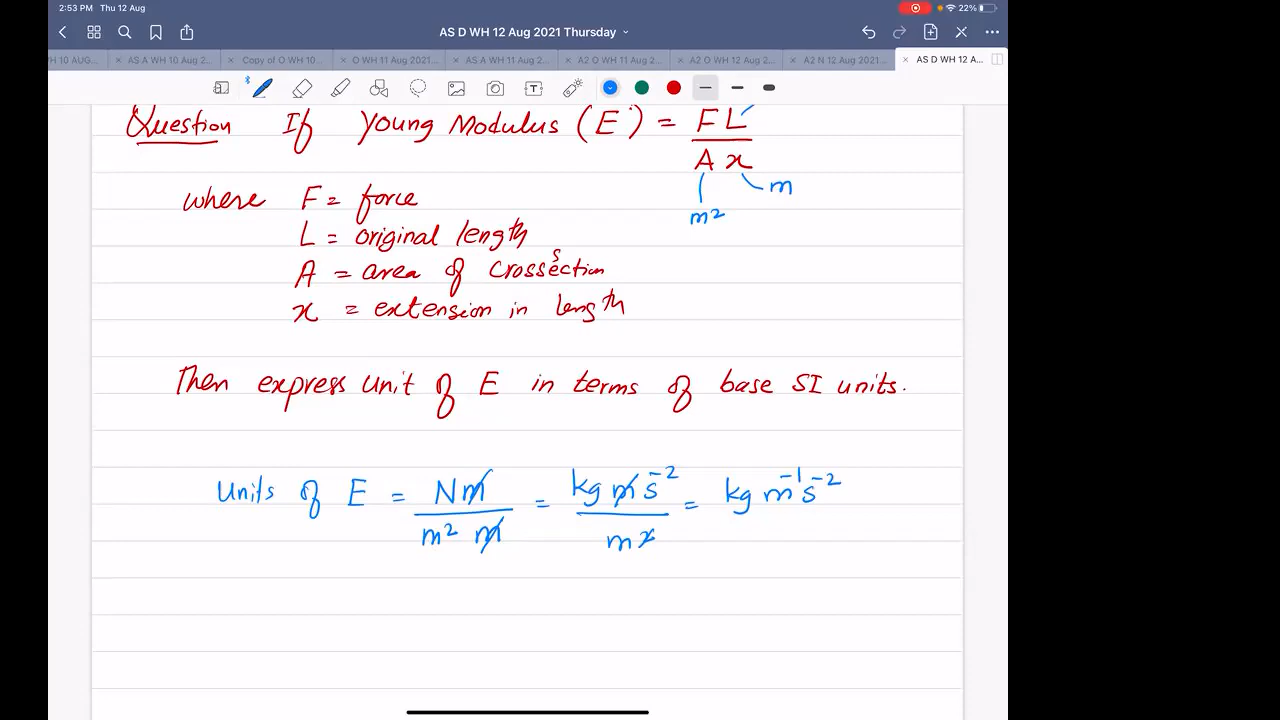 2:53 PM Thu 12 Aug
22%
AS D WH 12 Aug 2021 Thursday
WH 10 AUG...
AS A WH 10 Aug 2...
Copy of O WH 10...
O WH 11 Aug 2021...
AS A WH 11 Aug 2...
A2 O WH 11 Aug 2...
A2 O WH 12 Aug 2...
A2 N 12 Aug 2021...
AS D WH 12 A...
Question If Young Modulus (E) = FL / Ax
m² m
where F = force
L = original length
A = area of crossection
s
x = extension in length
Then express unit of E in terms of base SI units.
Units of E = Nm / m² m = kg m s⁻² / m² = kg m⁻¹ s⁻²